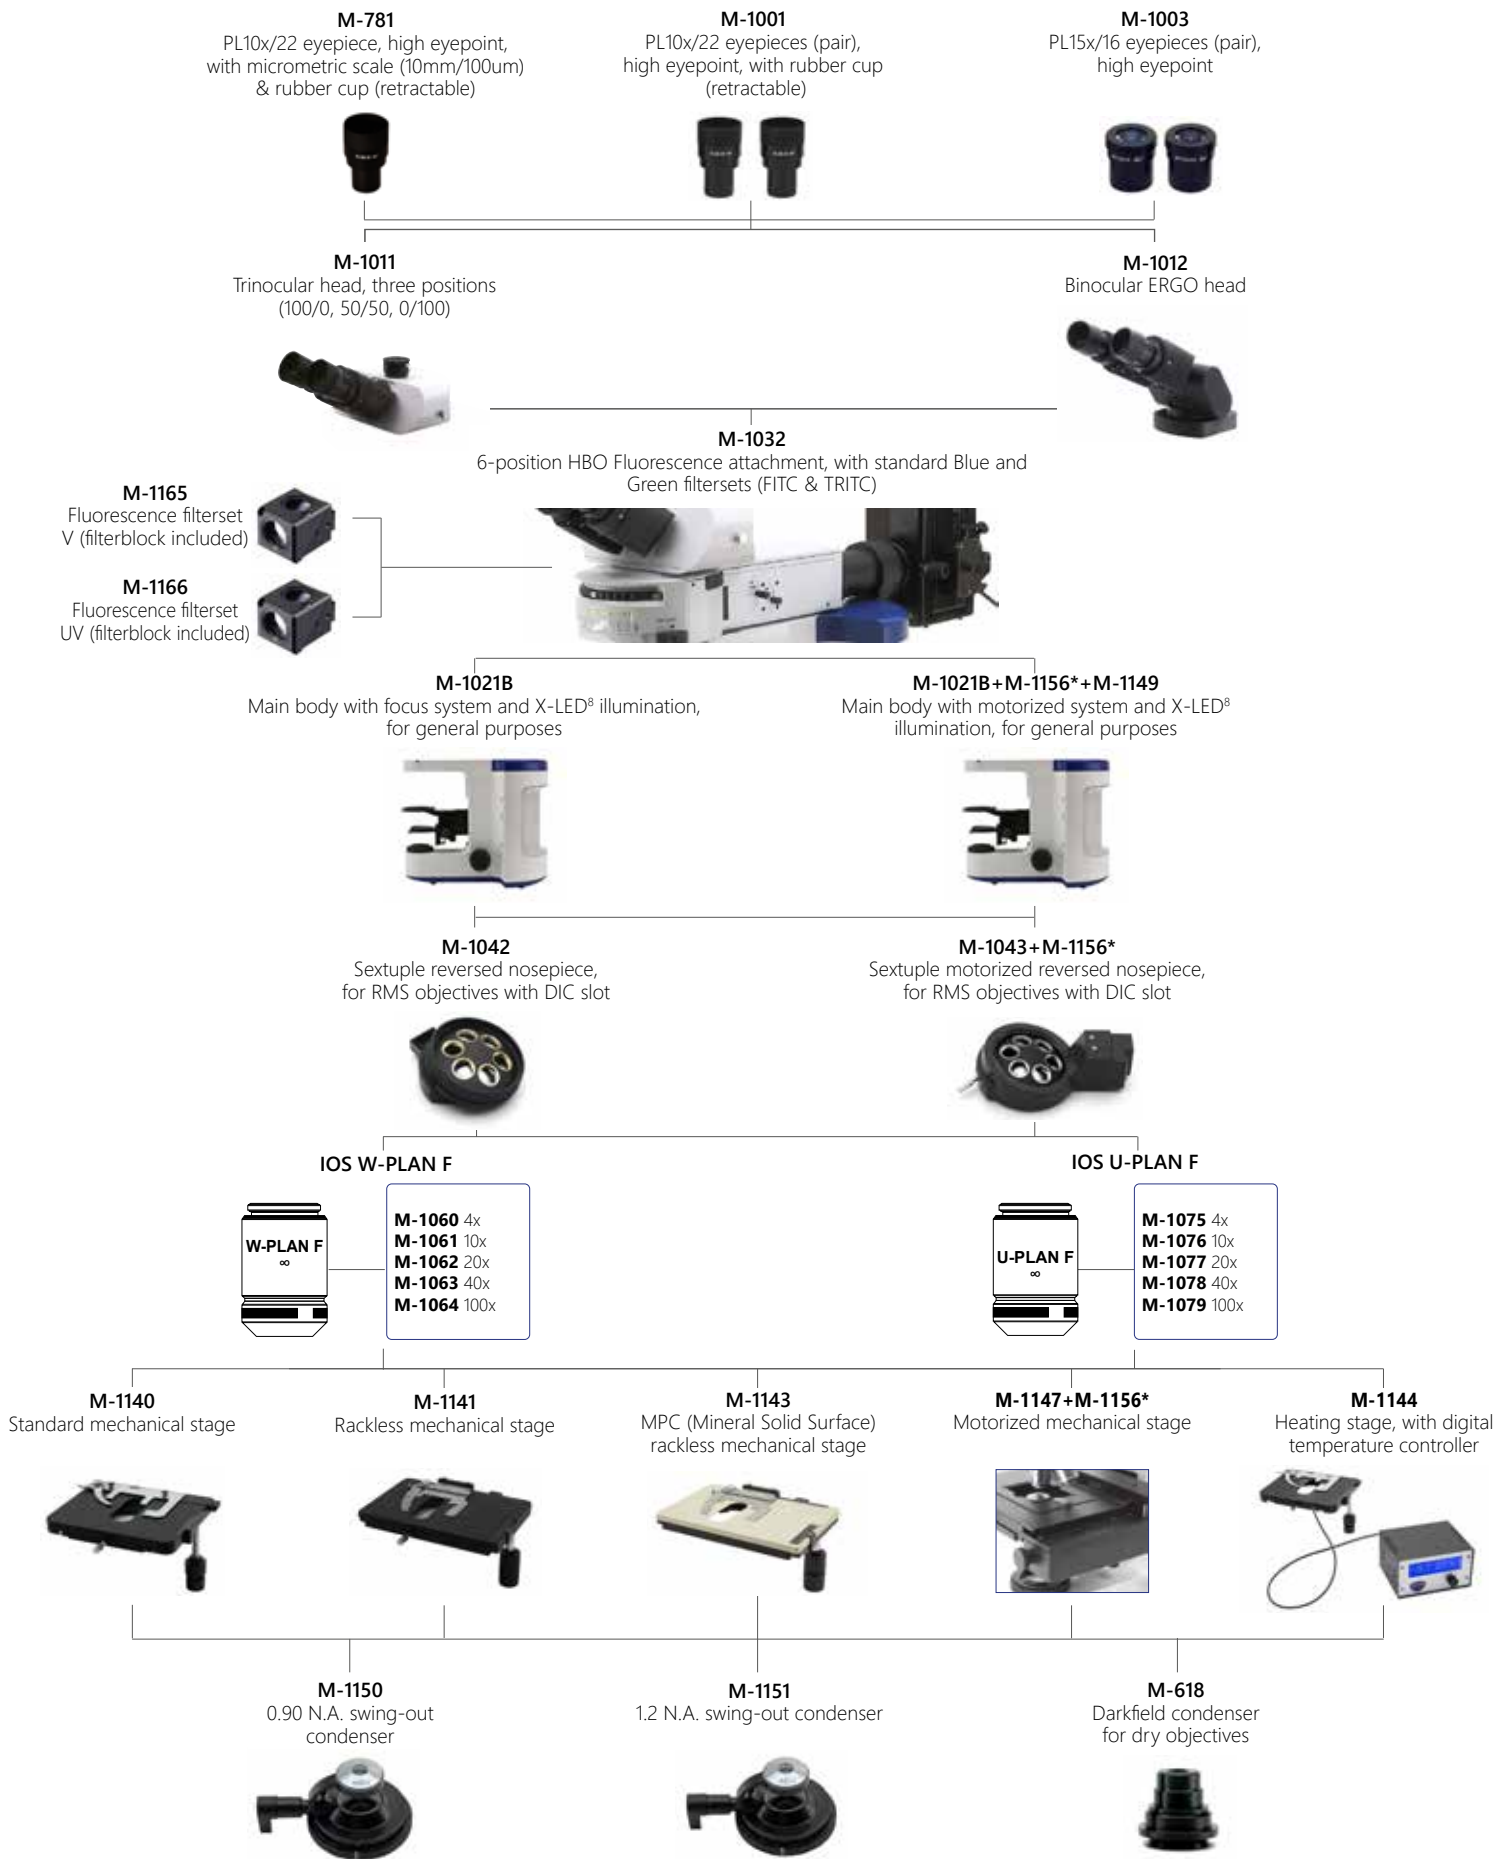 M-781
PL10x/22 eyepiece, high eyepoint,
with micrometric scale (10mm/100um)
& rubber cup (retractable)
M-1001
PL10x/22 eyepieces (pair),
high eyepoint, with rubber cup
(retractable)
M-1003
PL15x/16 eyepieces (pair),
high eyepoint
M-1011
Trinocular head, three positions
(100/0, 50/50, 0/100)
M-1012
Binocular ERGO head
M-1032
6-position HBO Fluorescence attachment, with standard Blue and
Green filtersets (FITC & TRITC)
M-1165
Fluorescence filterset
V (filterblock included)
M-1166
Fluorescence filterset
UV (filterblock included)
M-1021B
Main body with focus system and X-LED⁸ illumination,
for general purposes
M-1021B+M-1156*+M-1149
Main body with motorized system and X-LED⁸
illumination, for general purposes
M-1042
Sextuple reversed nosepiece,
for RMS objectives with DIC slot
M-1043+M-1156*
Sextuple motorized reversed nosepiece,
for RMS objectives with DIC slot
IOS W-PLAN F
W-PLAN F
∞
M-1060 4x
M-1061 10x
M-1062 20x
M-1063 40x
M-1064 100x
IOS U-PLAN F
U-PLAN F
∞
M-1075 4x
M-1076 10x
M-1077 20x
M-1078 40x
M-1079 100x
M-1140
Standard mechanical stage
M-1141
Rackless mechanical stage
M-1143
MPC (Mineral Solid Surface)
rackless mechanical stage
M-1147+M-1156*
Motorized mechanical stage
M-1144
Heating stage, with digital
temperature controller
M-1150
0.90 N.A. swing-out
condenser
M-1151
1.2 N.A. swing-out condenser
M-618
Darkfield condenser
for dry objectives